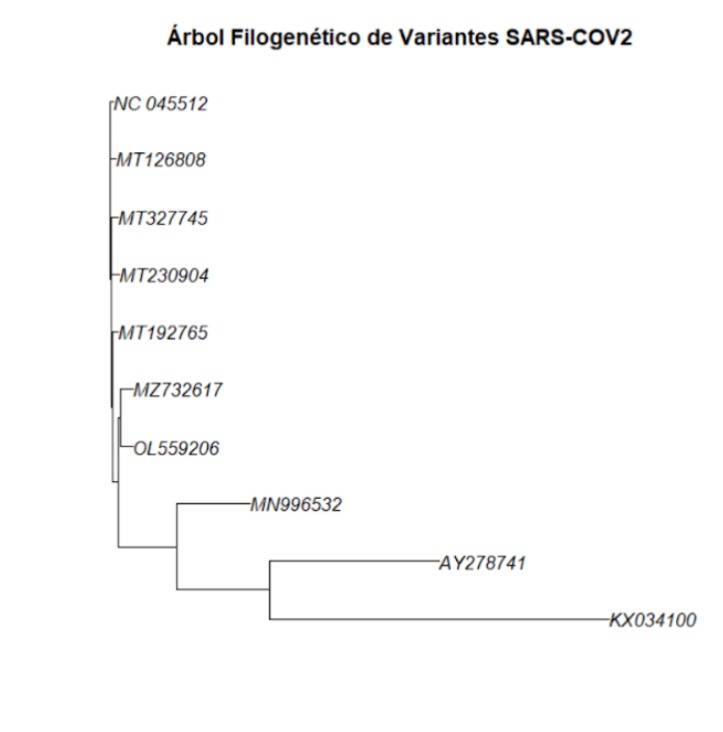 Árbol Filogenético de Variantes SARS-COV2
NC 045512
MT126808
MT327745
MT230904
MT192765
MZ732617
OL559206
MN996532
AY278741
KX034100